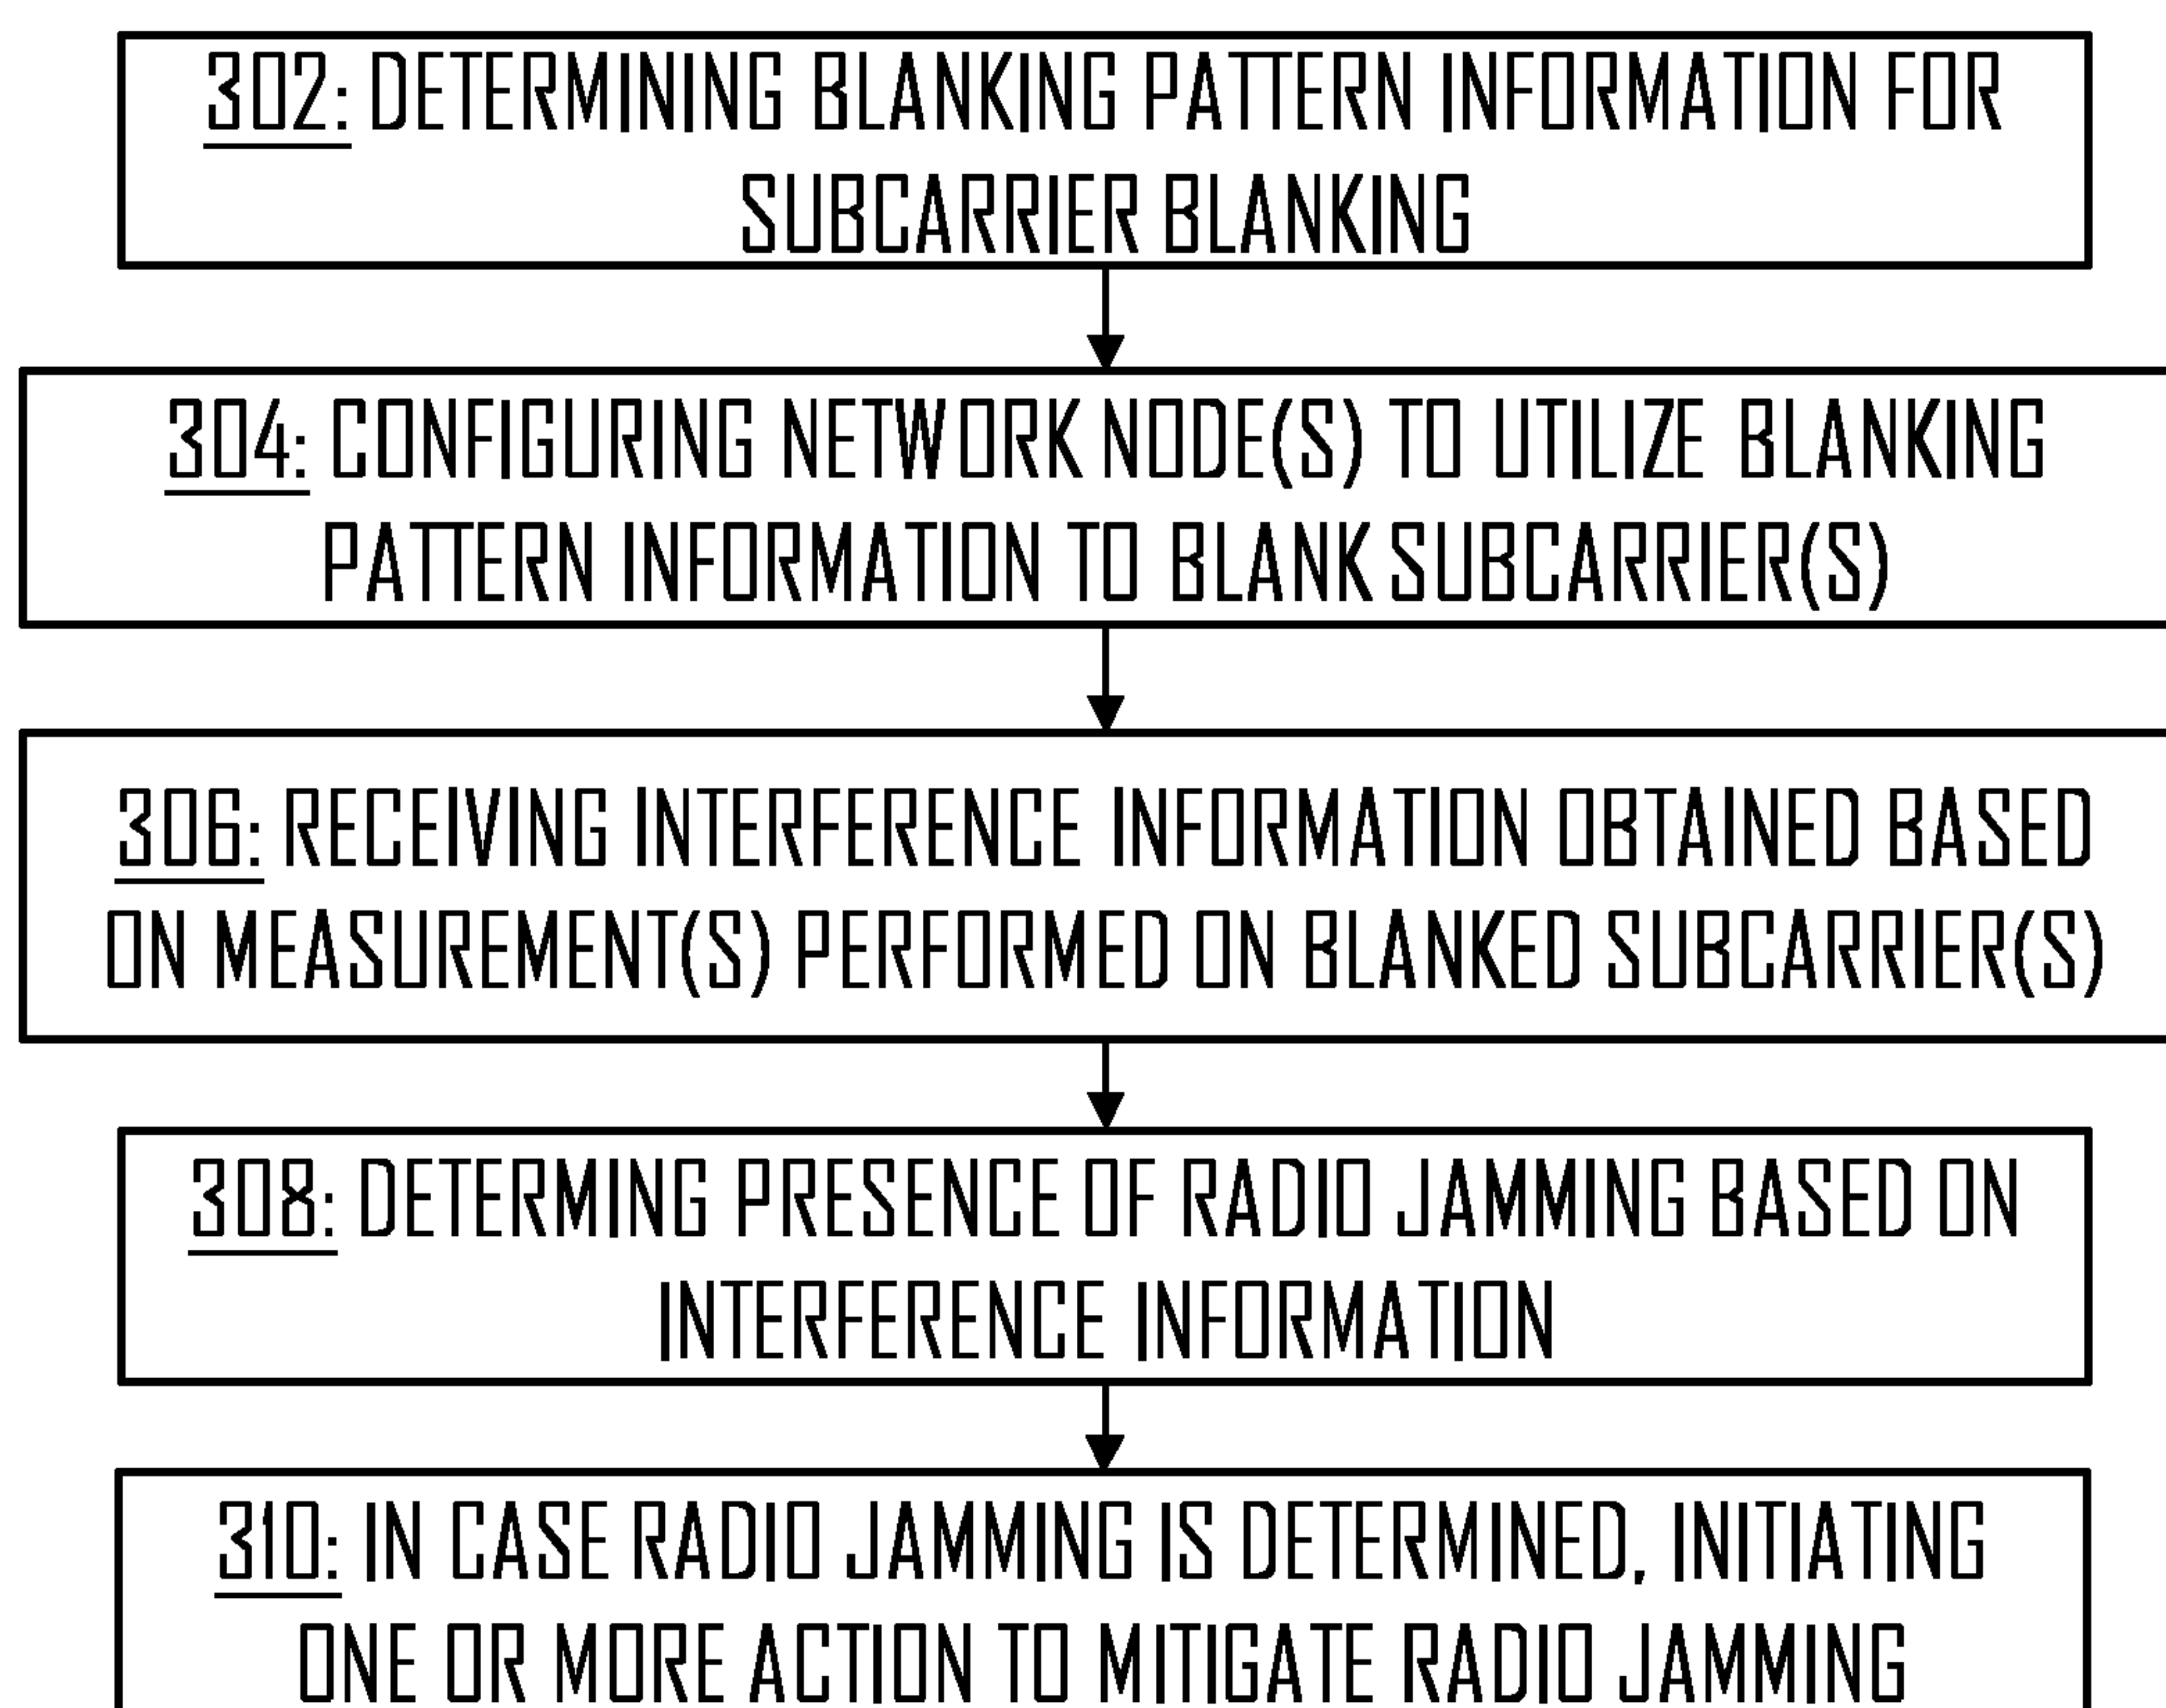 302: DETERMINING BLANKING PATTERN INFORMATION FOR
SUBCARRIER BLANKING
304: CONFIGURING NETWORK NODE(S) TO UTILIZE BLANKING
PATTERN INFORMATION TO BLANK SUBCARRIER(S)
306: RECEIVING INTERFERENCE INFORMATION OBTAINED BASED
ON MEASUREMENT(S) PERFORMED ON BLANKED SUBCARRIER(S)
308: DETERMING PRESENCE OF RADIO JAMMING BASED ON
INTERFERENCE INFORMATION
310: IN CASE RADIO JAMMING IS DETERMINED, INITIATING
ONE OR MORE ACTION TO MITIGATE RADIO JAMMING